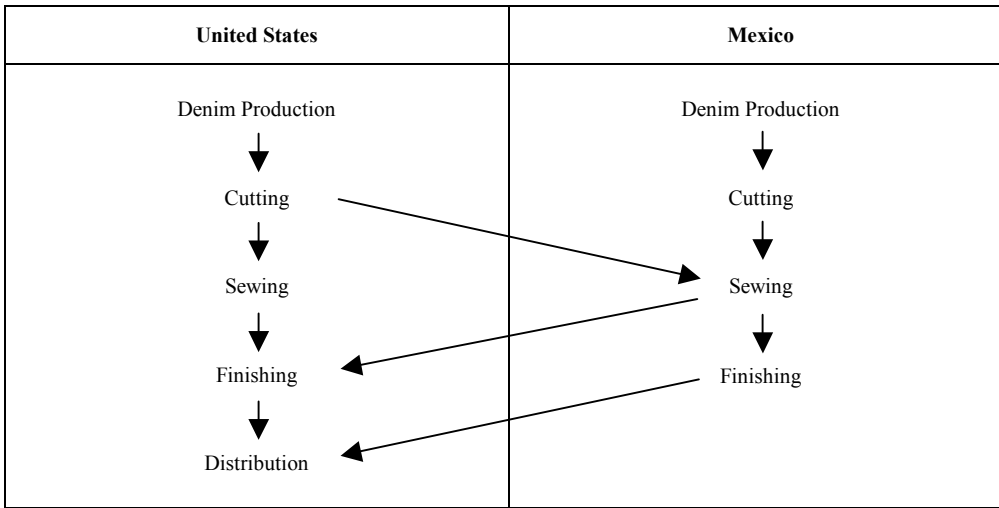 United States
Mexico
Denim Production
Denim Production
Cutting
Cutting
Sewing
Sewing
Finishing
Finishing
Distribution